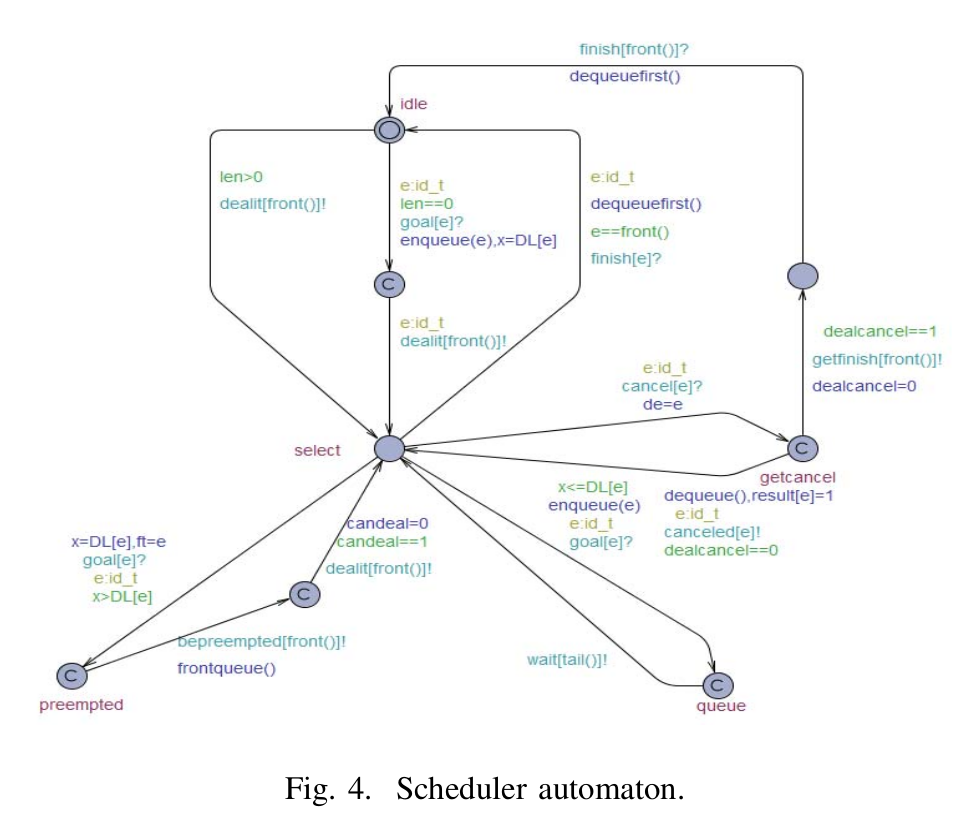 finish[front()]?
dequeuefirst()
idle
len>0
dealit[front()]!
e:id_t
len==0
goal[e]?
enqueue(e),x=DL[e]
e:id_t
dequeuefirst()
e==front()
finish[e]?
C
e:id_t
dealit[front()]!
dealcancel==1
getfinish[front()]!
dealcancel=0
e:id_t
cancel[e]?
de=e
select
C
getcancel
x<=DL[e]
enqueue(e)
e:id_t
goal[e]?
dequeue(),result[e]=1
e:id_t
canceled[e]!
dealcancel==0
candeal=0
candeal==1
dealit[front()]!
x=DL[e],ft=e
goal[e]?
e:id_t
x>DL[e]
C
bepreempted[front()]!
frontqueue()
wait[tail()]!
C
preempted
C
queue
Fig. 4. Scheduler automaton.